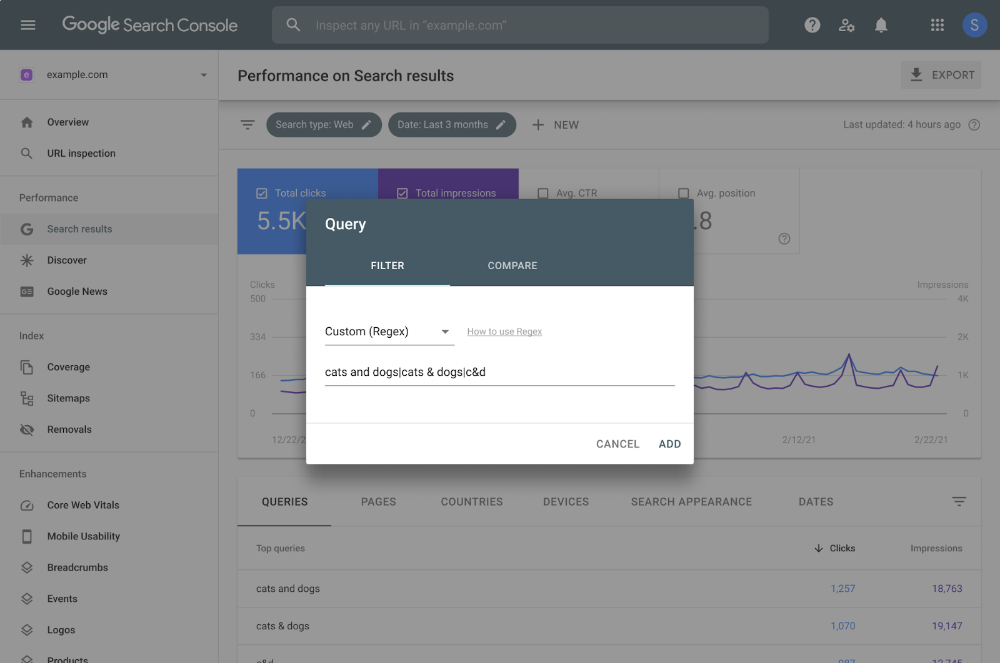 Google Search Console
Inspect any URL in “example.com”
S
e example.com
Performance on Search results
EXPORT
Overview
URL inspection
Performance
Search results
Discover
Google News
Index
Coverage
Sitemaps
Removals
Enhancements
Core Web Vitals
Mobile Usability
Breadcrumbs
Events
Logos
Products
Search type: Web
Date: Last 3 months
NEW
Last updated: 4 hours ago
Total clicks
5.5K
Total impressions
Avg. CTR
Avg. position
.8
Query
FILTER COMPARE
Custom (Regex) How to use Regex
cats and dogs|cats & dogs|c&d
CANCEL ADD
Clicks Impressions
500 4K
334 2K
166 1K
0 0
12/22/2 2/12/21 2/22/21
QUERIES PAGES COUNTRIES DEVICES SEARCH APPEARANCE DATES
Top queries Clicks Impressions
cats and dogs 1,257 18,763
cats & dogs 1,070 19,147
c&d